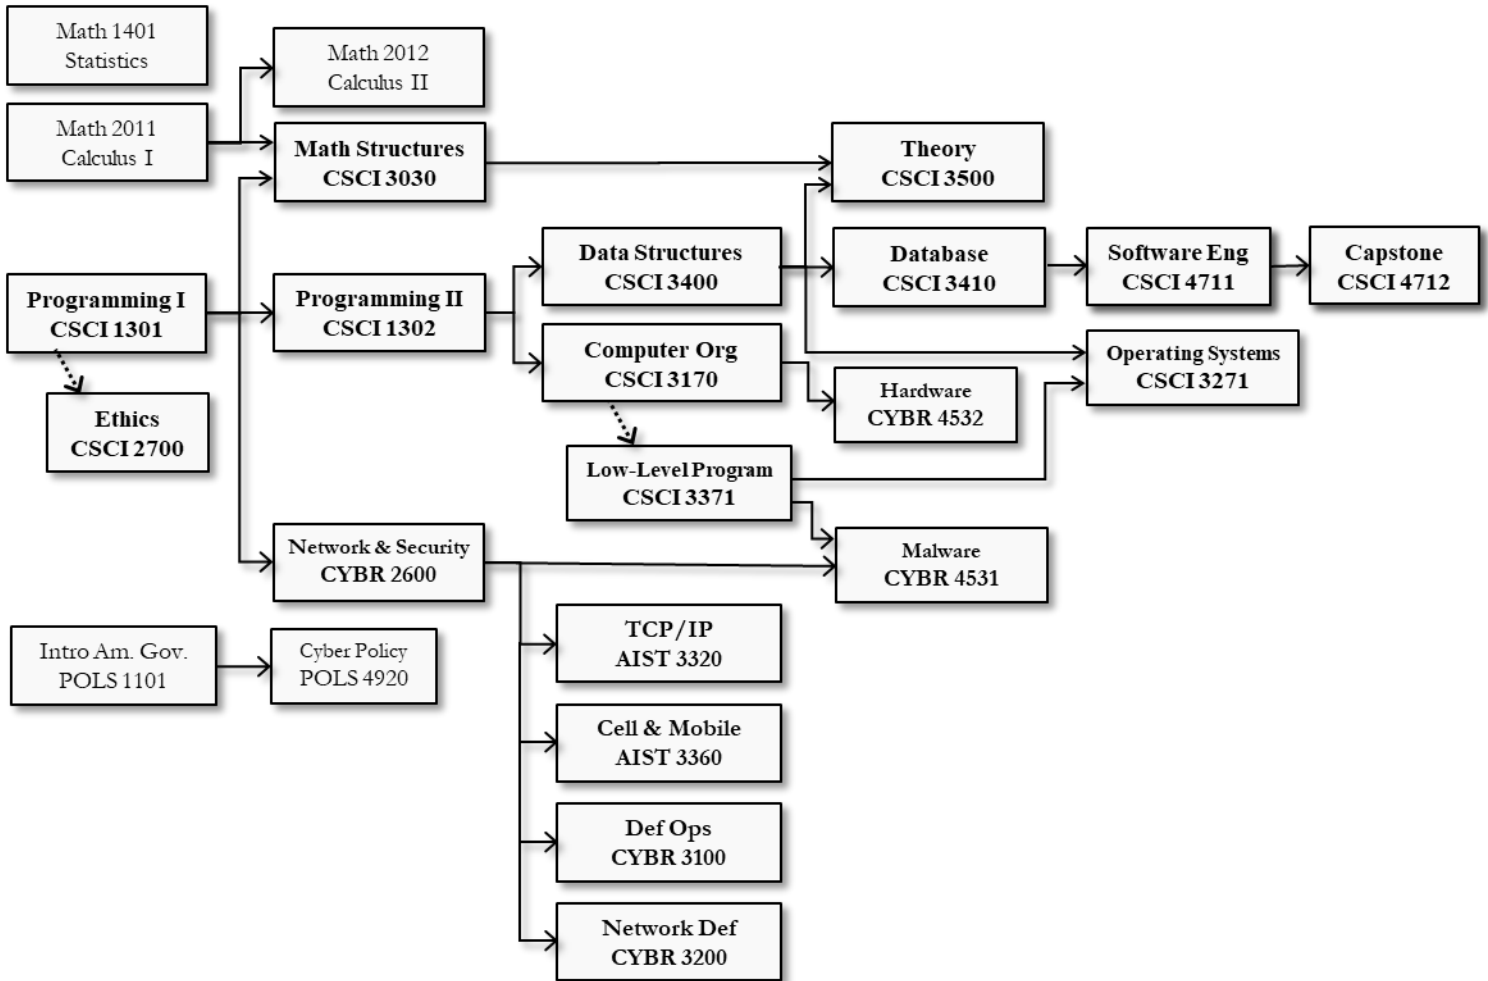 Math 1401
Statistics
Math 2011
Calculus I
Math 2012
Calculus II
Math Structures
CSCI 3030
Theory
CSCI 3500
Programming I
CSCI 1301
Programming II
CSCI 1302
Data Structures
CSCI 3400
Database
CSCI 3410
Software Eng
CSCI 4711
Capstone
CSCI 4712
Computer Org
CSCI 3170
Operating Systems
CSCI 3271
Hardware
CYBR 4532
Ethics
CSCI 2700
Low-Level Program
CSCI 3371
Network & Security
CYBR 2600
Malware
CYBR 4531
Intro Am. Gov.
POLS 1101
Cyber Policy
POLS 4920
TCP/IP
AIST 3320
Cell & Mobile
AIST 3360
Def Ops
CYBR 3100
Network Def
CYBR 3200